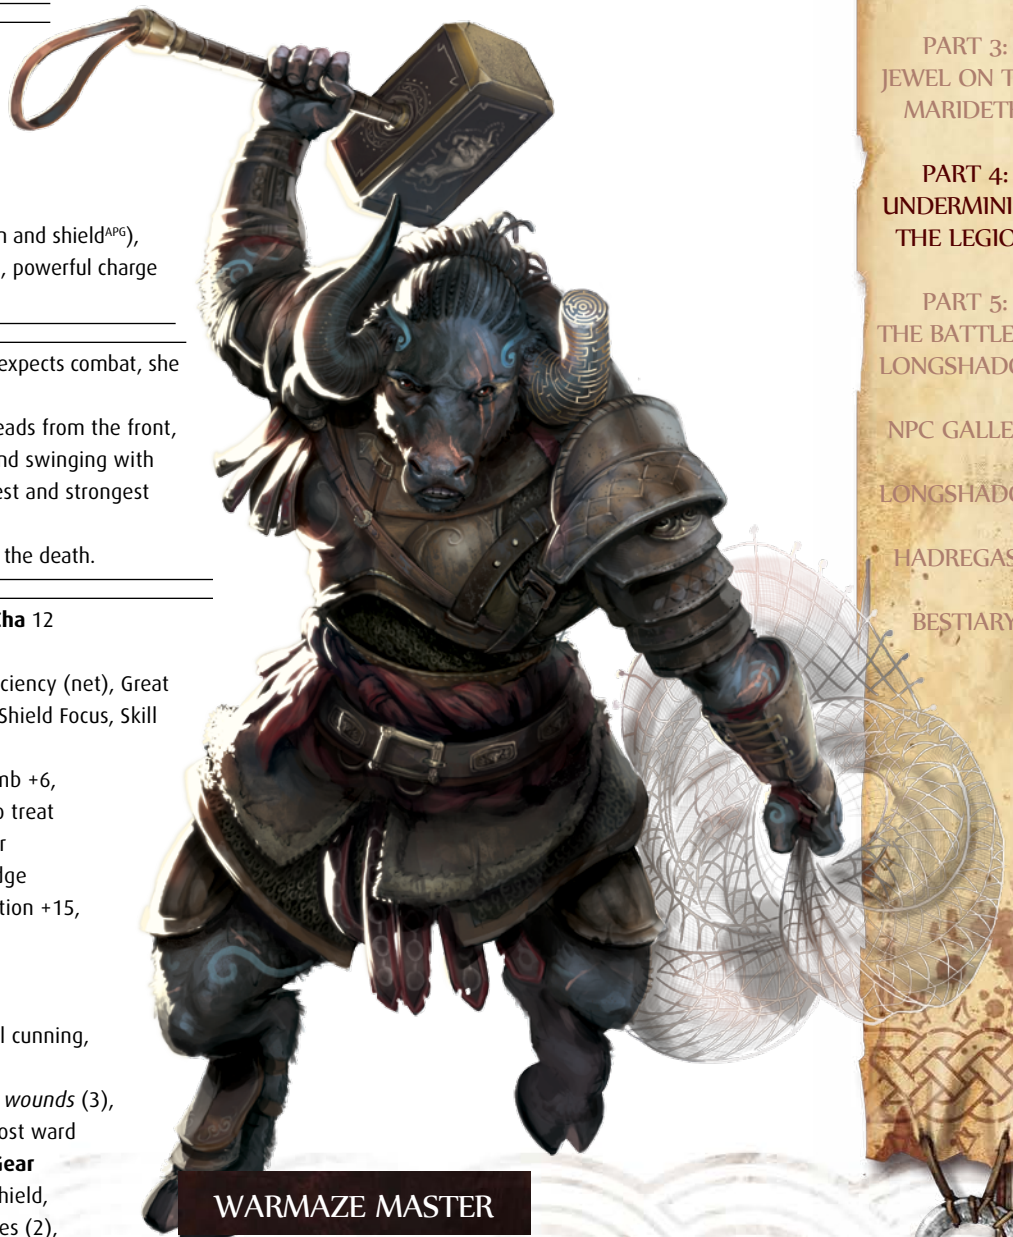 n and shieldᴬᴾᴳ),
, powerful charge
expects combat, she
eads from the front,
nd swinging with
est and strongest
the death.
Cha 12
ciency (net), Great
Shield Focus, Skill
mb +6,
o treat
r
dge
tion +15,
l cunning,
wounds (3),
ost ward
Gear
hield,
es (2),
WARMAZE MASTER
PART 3:
JEWEL ON T
MARIDETH
PART 4:
UNDERMINI
THE LEGIO
PART 5:
THE BATTLE
LONGSHADO
NPC GALLE
LONGSHADO
HADREGAS
BESTIARY